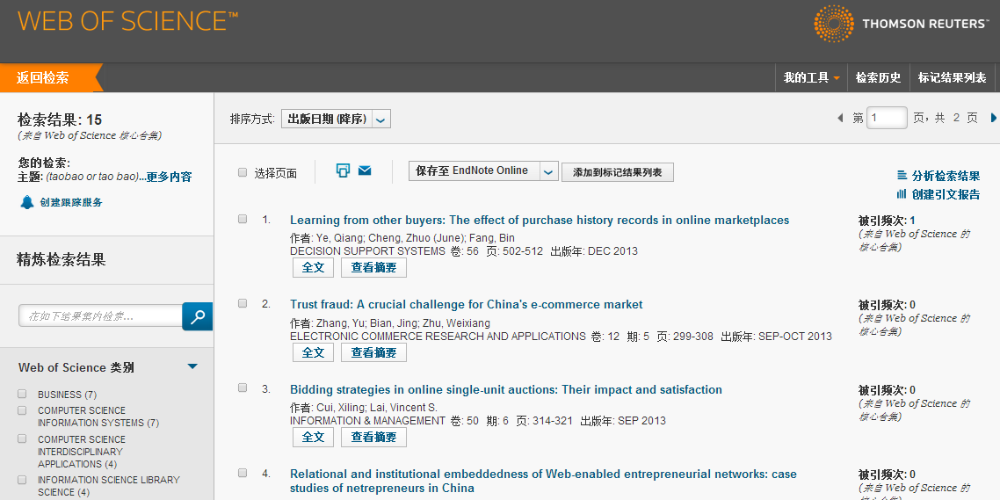 WEB OF SCIENCE™
THOMSON REUTERS™
返回检索
我的工具 检索历史 标记结果列表
检索结果: 15
(来自 Web of Science 核心合集)
您的检索:
主题: (taobao or tao bao)...更多内容
创建跟踪服务
精炼检索结果
在如下结果集内检索...
Web of Science 类别
BUSINESS (7)
COMPUTER SCIENCE
INFORMATION SYSTEMS (7)
COMPUTER SCIENCE
INTERDISCIPLINARY
APPLICATIONS (4)
INFORMATION SCIENCE LIBRARY
SCIENCE (4)
排序方式: 出版日期 (降序)
第 1 页，共 2 页
选择页面
保存至 EndNote Online
添加到标记结果列表
分析检索结果
创建引文报告
1. Learning from other buyers: The effect of purchase history records in online marketplaces
作者: Ye, Qiang; Cheng, Zhuo (June); Fang, Bin
DECISION SUPPORT SYSTEMS 卷: 56 页: 502-512 出版年: DEC 2013
全文 查看摘要
被引频次: 1
(来自 Web of Science 的
核心合集)
2. Trust fraud: A crucial challenge for China's e-commerce market
作者: Zhang, Yu; Bian, Jing; Zhu, Weixiang
ELECTRONIC COMMERCE RESEARCH AND APPLICATIONS 卷: 12 期: 5 页: 299-308 出版年: SEP-OCT 2013
全文 查看摘要
被引频次: 0
(来自 Web of Science 的
核心合集)
3. Bidding strategies in online single-unit auctions: Their impact and satisfaction
作者: Cui, Xiling; Lai, Vincent S.
INFORMATION & MANAGEMENT 卷: 50 期: 6 页: 314-321 出版年: SEP 2013
全文 查看摘要
被引频次: 0
(来自 Web of Science 的
核心合集)
4. Relational and institutional embeddedness of Web-enabled entrepreneurial networks: case
studies of netrepreneurs in China
被引频次: 0
(来自 Web of Science 的